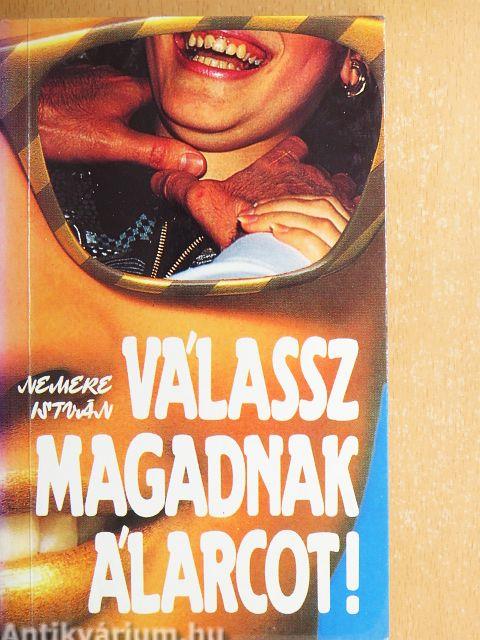 NEMERE
ISTVÁN
VÁLASSZ
MAGADNAK
ÁLARCOT!
Antikvárium.hu